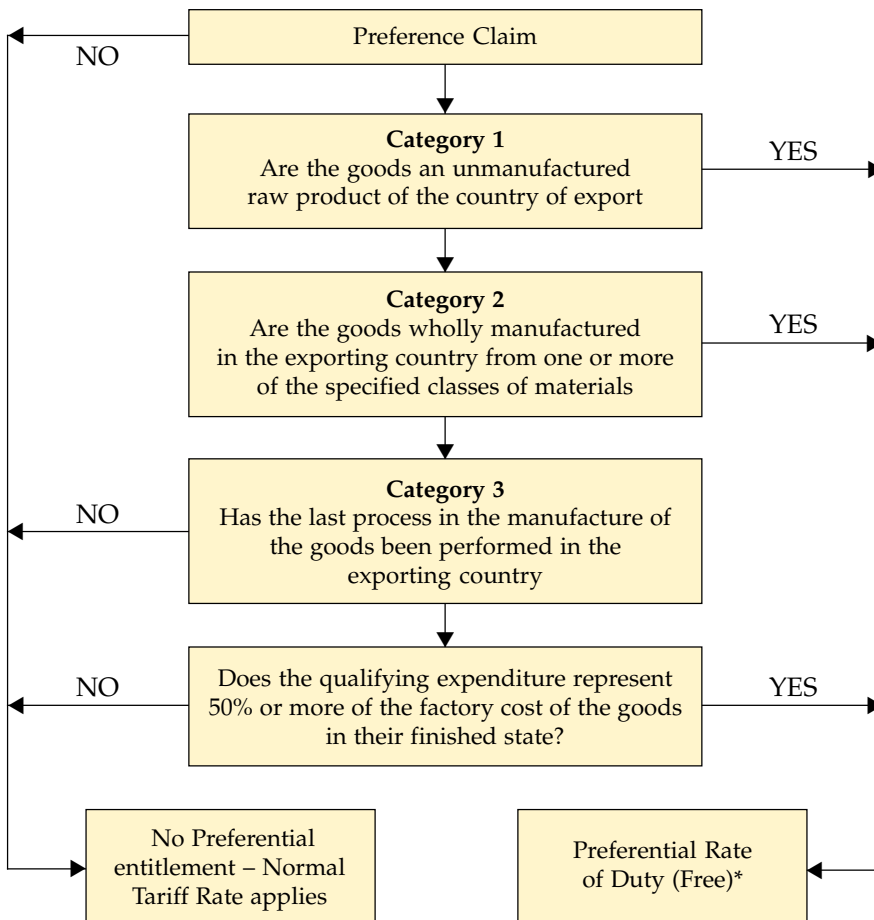 Preference Claim
NO
Category 1
Are the goods an unmanufactured
raw product of the country of export
YES
Category 2
Are the goods wholly manufactured
in the exporting country from one or more
of the specified classes of materials
YES
Category 3
Has the last process in the manufacture of
the goods been performed in the
exporting country
NO
Does the qualifying expenditure represent
50% or more of the factory cost of the goods
in their finished state?
NO
YES
No Preferential
entitlement – Normal
Tariff Rate applies
Preferential Rate
of Duty (Free)*